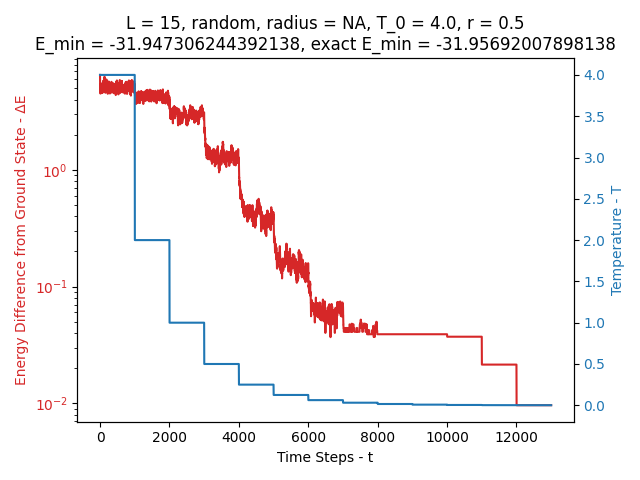 L = 15, random, radius = NA, T_0 = 4.0, r = 0.5
E_min = -31.947306244392138, exact E_min = -31.95692007898138
Energy Difference from Ground State - ΔE
10⁰
10⁻¹
10⁻²
4.0
3.5
3.0
2.5
2.0
1.5
1.0
0.5
0.0
Temperature - T
0 2000 4000 6000 8000 10000 12000
Time Steps - t